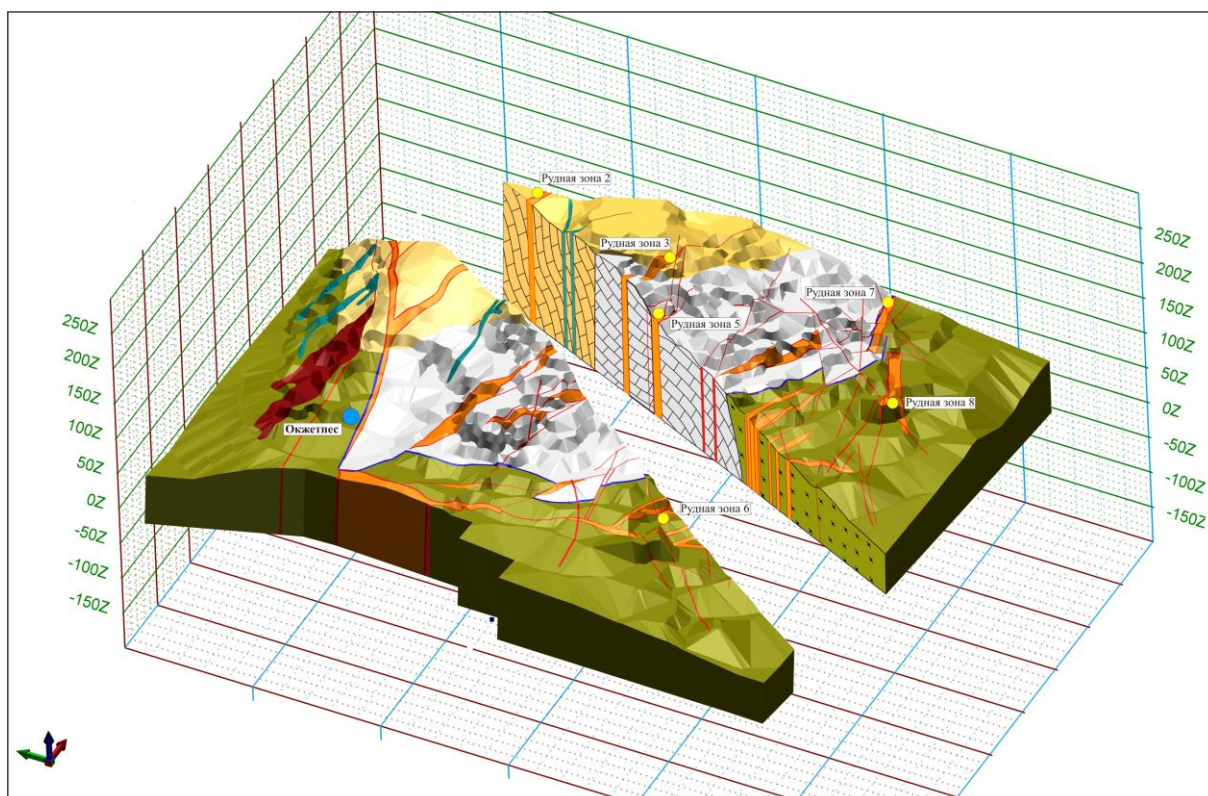 Рудная зона 2
Рудная зона 3
Рудная зона 7
Рудная зона 5
Рудная зона 8
Окжетпес
Рудная зона 6
250Z
200Z
150Z
100Z
50Z
0Z
-50Z
-100Z
-150Z
250Z
200Z
150Z
100Z
50Z
0Z
-50Z
-100Z
-150Z